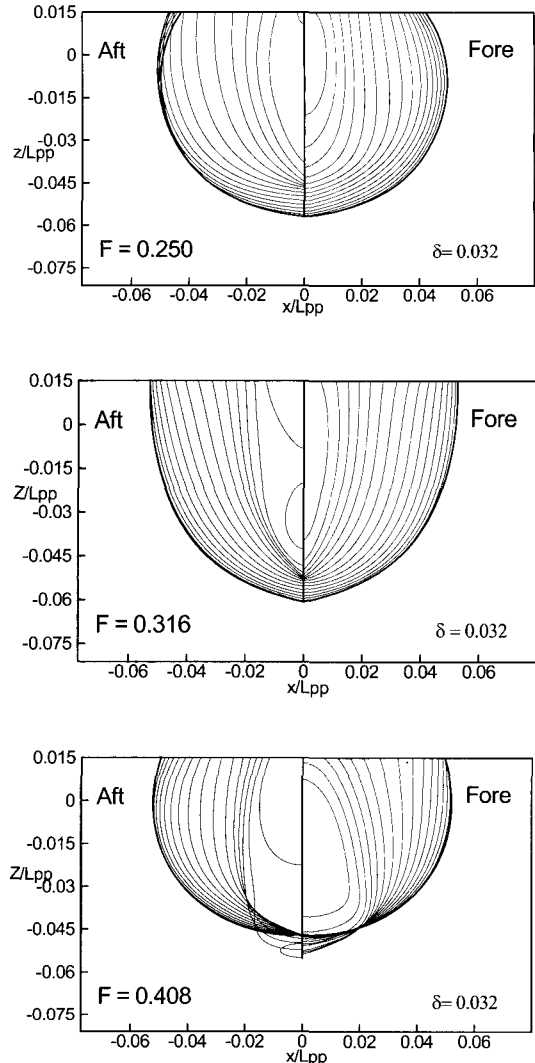 0.015
Aft
Fore
0
-0.015
-0.03
z/Lpp
-0.045
-0.06
F = 0.250
δ= 0.032
-0.075
-0.06 -0.04 -0.02 0 0.02 0.04 0.06
x/Lpp
0.015
Aft
Fore
0
-0.015
Z/Lpp
-0.03
-0.045
-0.06
F = 0.316
δ = 0.032
-0.075
-0.06 -0.04 -0.02 0 0.02 0.04 0.06
x/Lpp
0.015
Aft
Fore
0
-0.015
Z/Lpp
-0.03
-0.045
-0.06
F = 0.408
δ = 0.032
-0.075
-0.06 -0.04 -0.02 0 0.02 0.04 0.06
x/Lpp